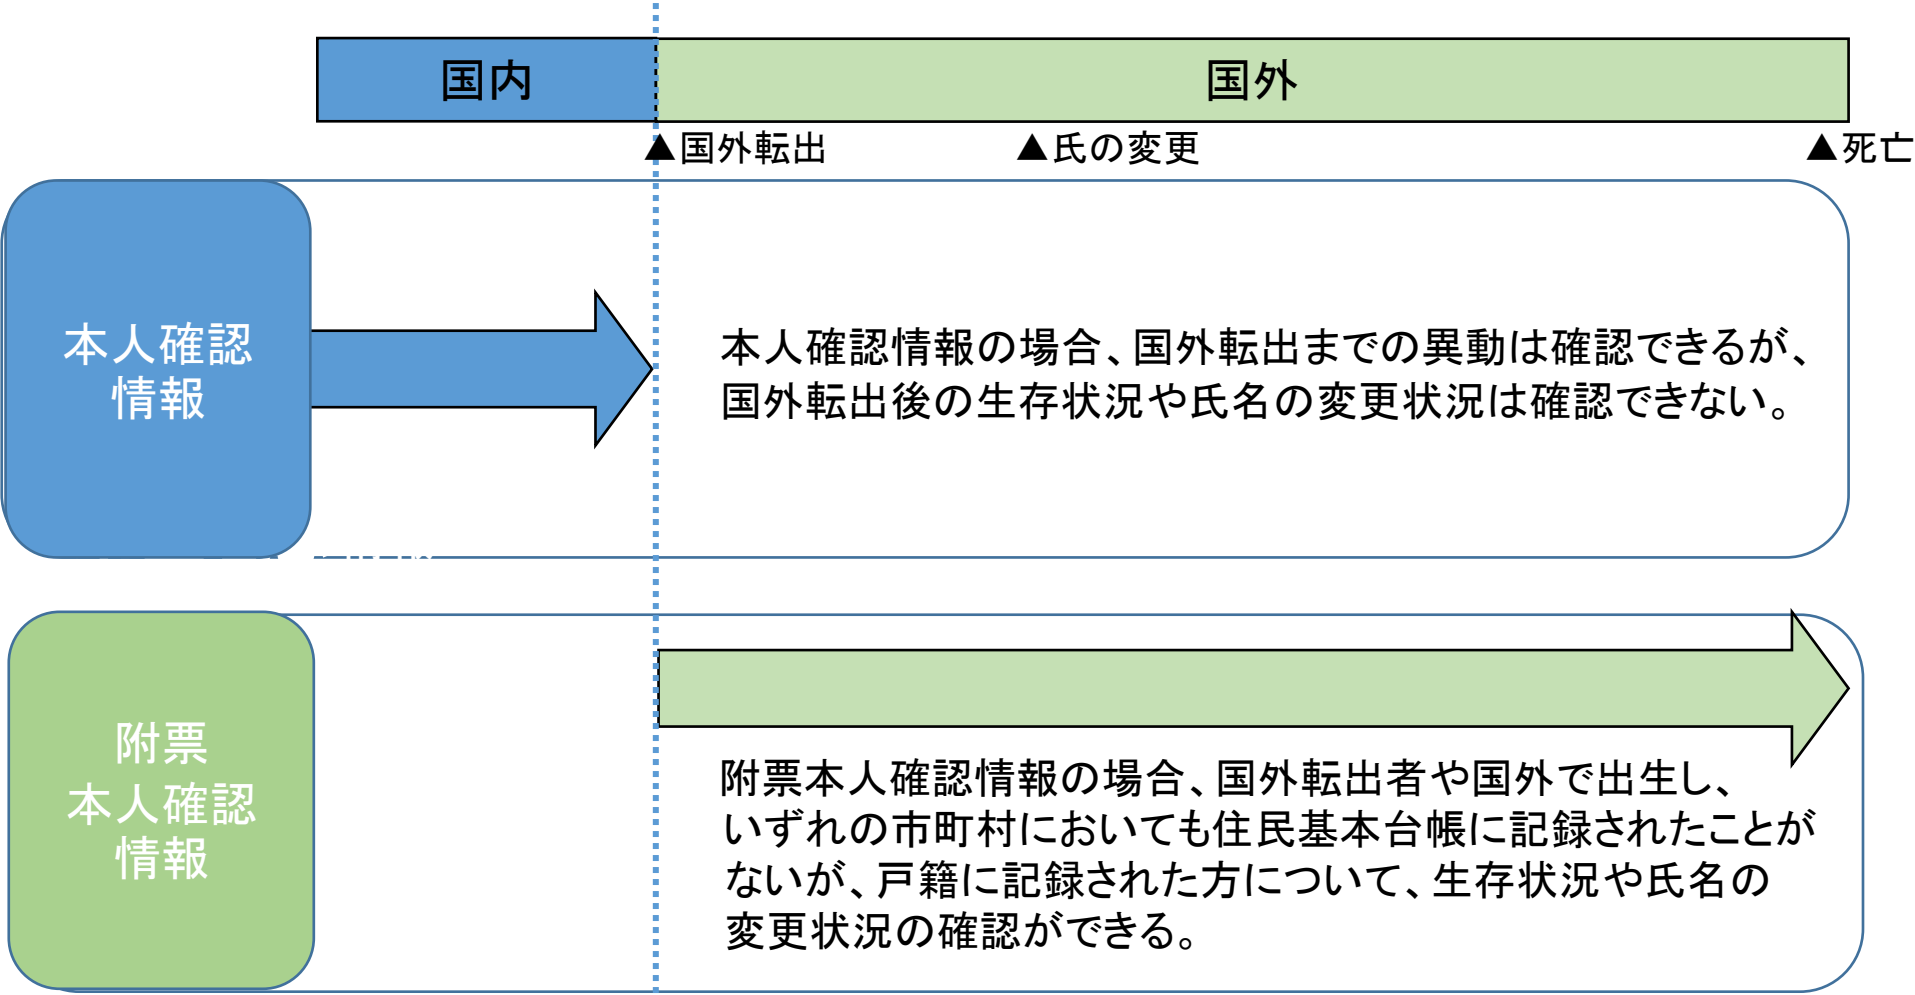 国内
国外
▲国外転出
▲氏の変更
▲死亡
本人確認
情報
本人確認情報の場合、国外転出までの異動は確認できるが、
国外転出後の生存状況や氏名の変更状況は確認できない。
附票
本人確認
情報
附票本人確認情報の場合、国外転出者や国外で出生し、
いずれの市町村においても住民基本台帳に記録されたことが
ないが、戸籍に記録された方について、生存状況や氏名の
変更状況の確認ができる。